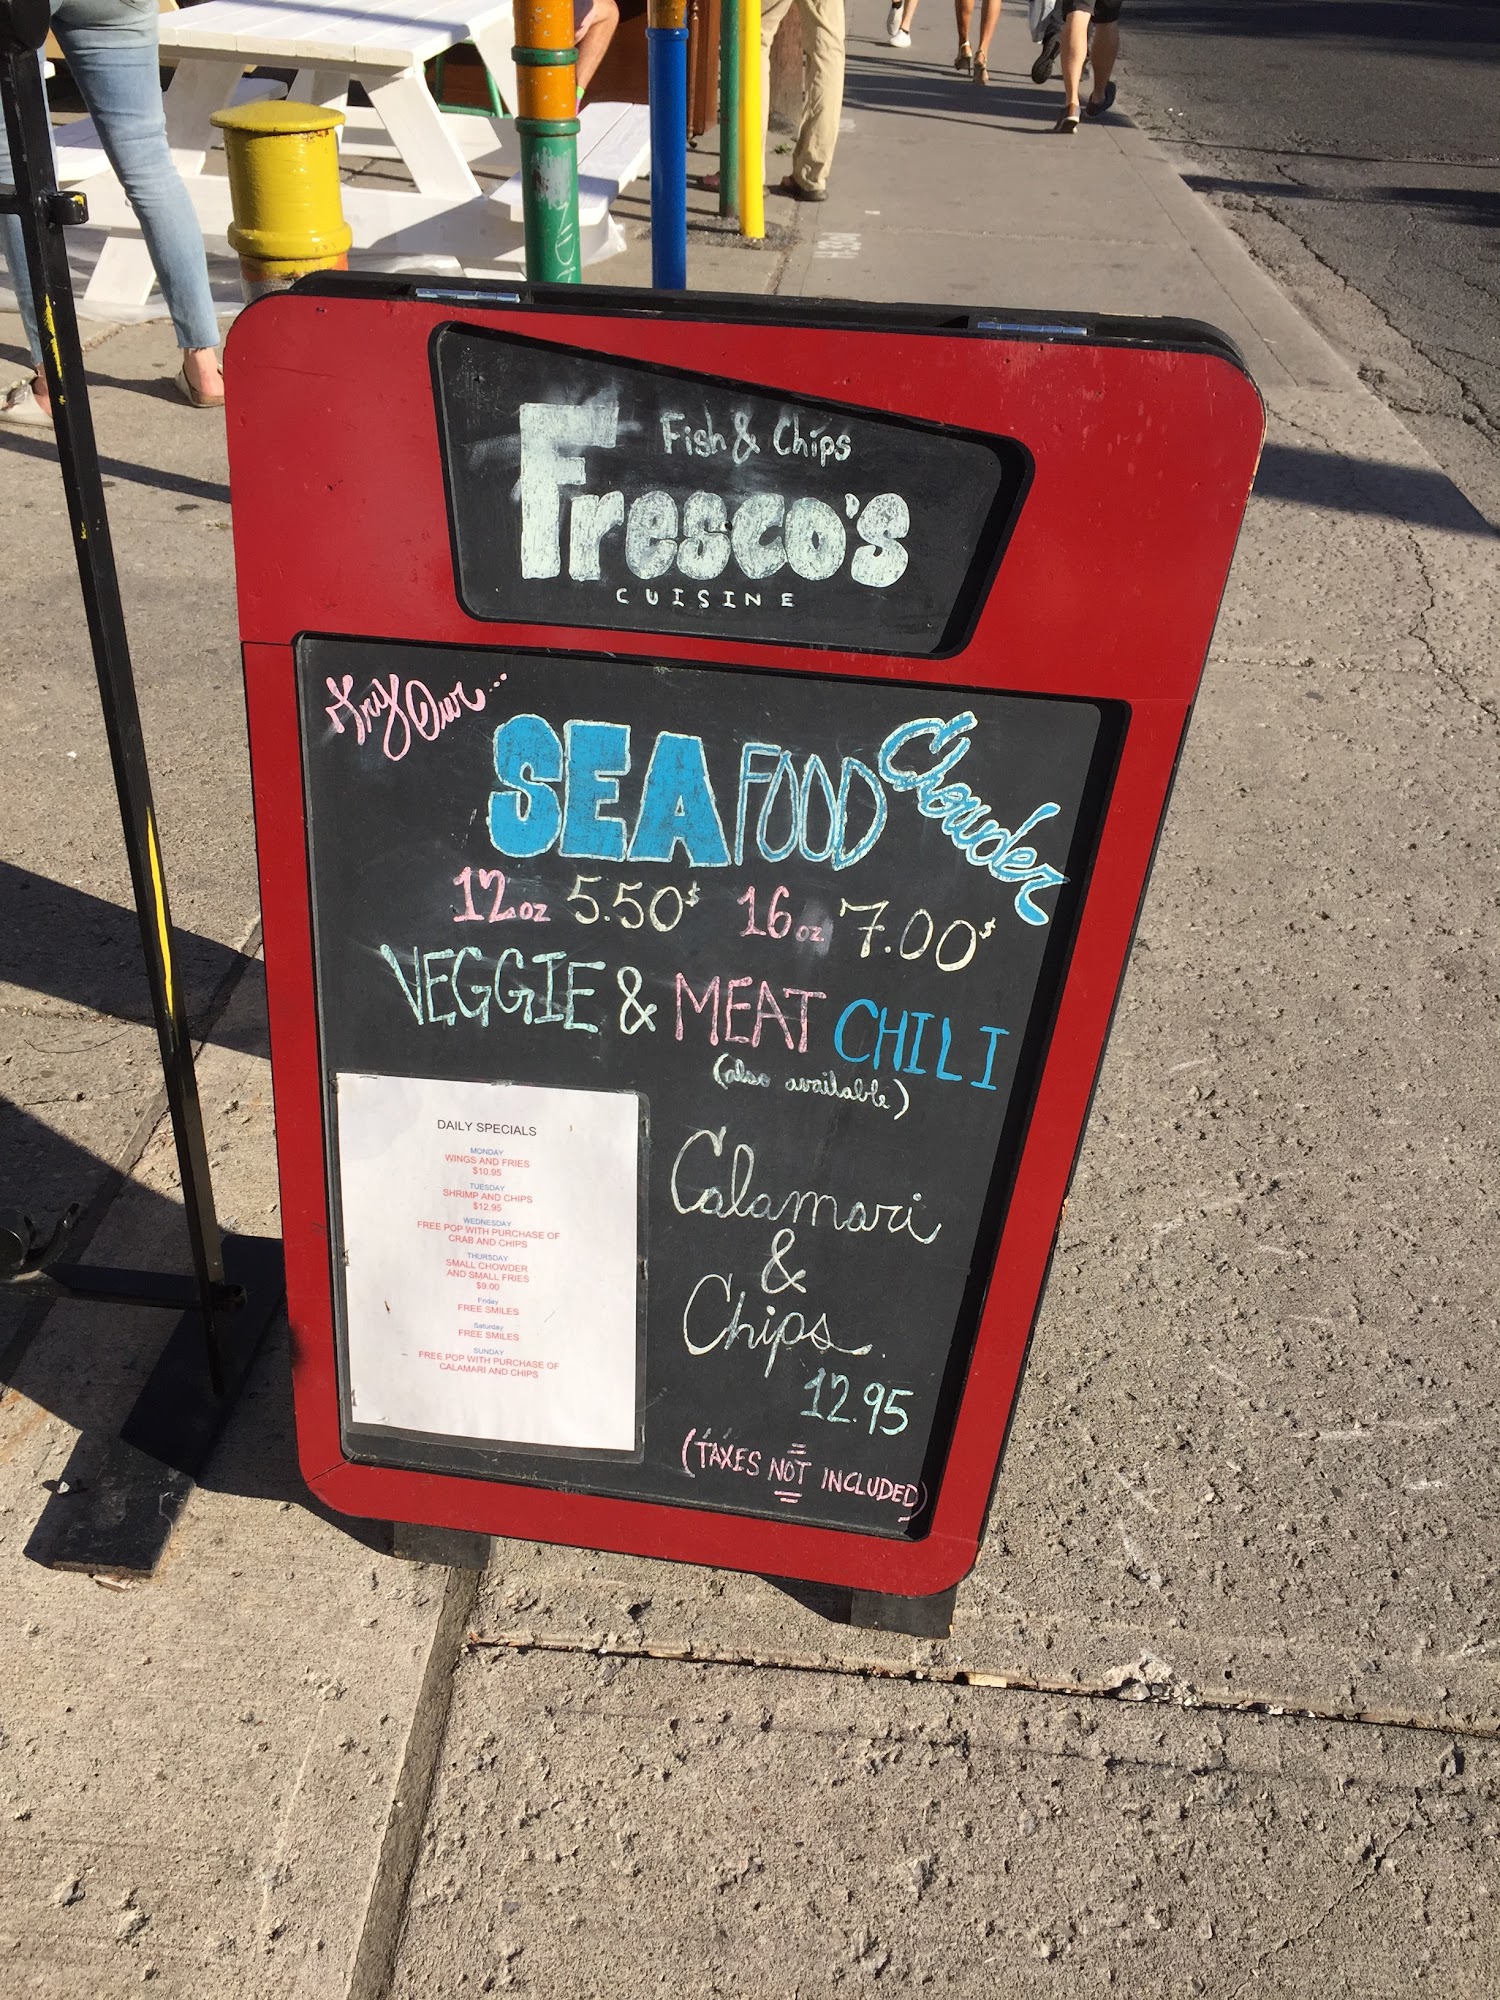 Fish & Chips
Fresco's
CUISINE
Try Our...
SEAFOOD Chowder
12oz 5.50$ 16oz 7.00$
VEGGIE & MEAT CHILI
(also available)
DAILY SPECIALS
MONDAY
WINGS AND FRIES
$10.95
TUESDAY
SHRIMP AND CHIPS
$12.95
WEDNESDAY
FREE POP WITH PURCHASE OF
CRAB AND CHIPS
THURSDAY
SMALL CHOWDER
AND SMALL FRIES
$9.00
Friday
FREE SMILES
Saturday
FREE SMILES
SUNDAY
FREE POP WITH PURCHASE OF
CALAMARI AND CHIPS
Calamari
&
Chips.
12.95
(TAXES NOT INCLUDED)